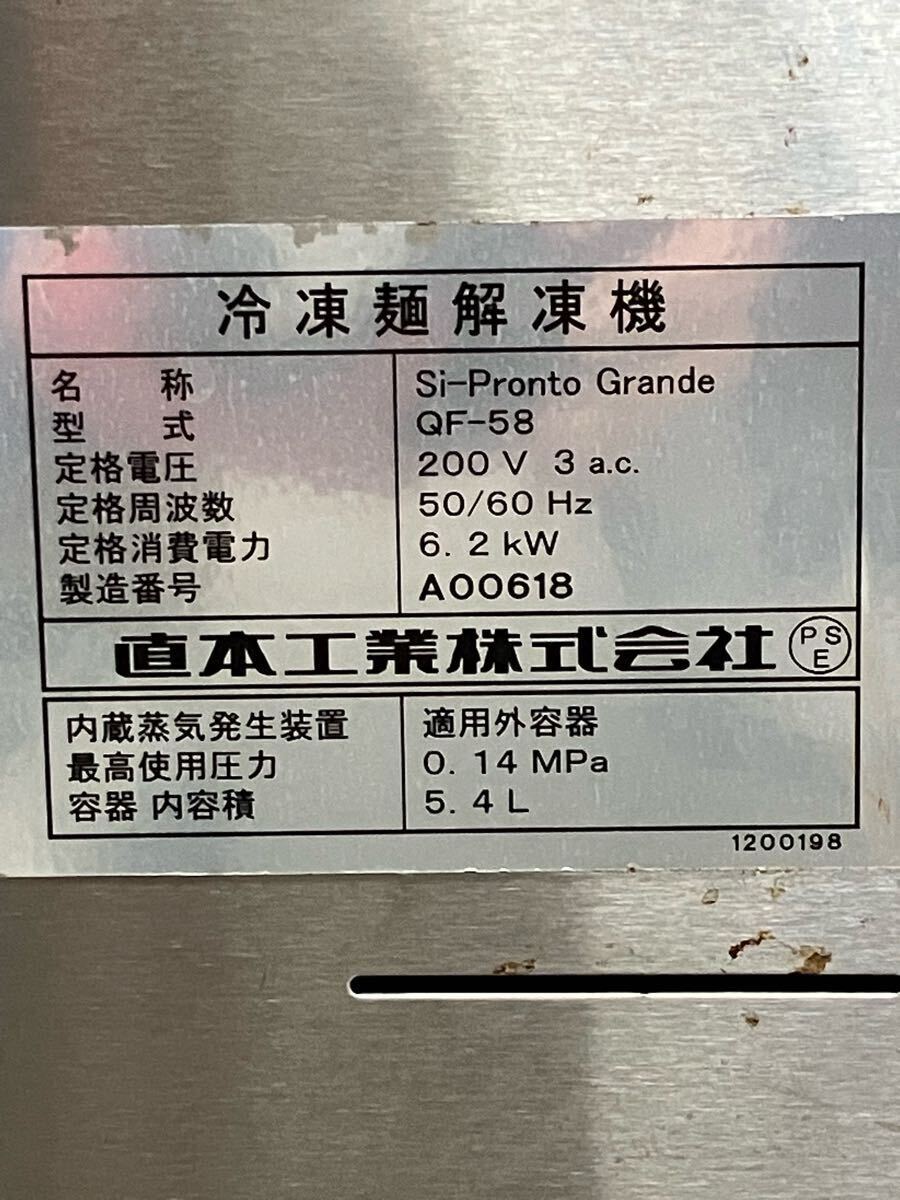 冷凍麺解凍機
名称 Si-Pronto Grande
型式 QF-58
定格電圧 200 V 3 a.c.
定格周波数 50/60 Hz
定格消費電力 6.2 kW
製造番号 A00618
直本工業株式会社 PSE
内蔵蒸気発生装置 適用外容器
最高使用圧力 0.14 MPa
容器 内容積 5.4 L
1200198